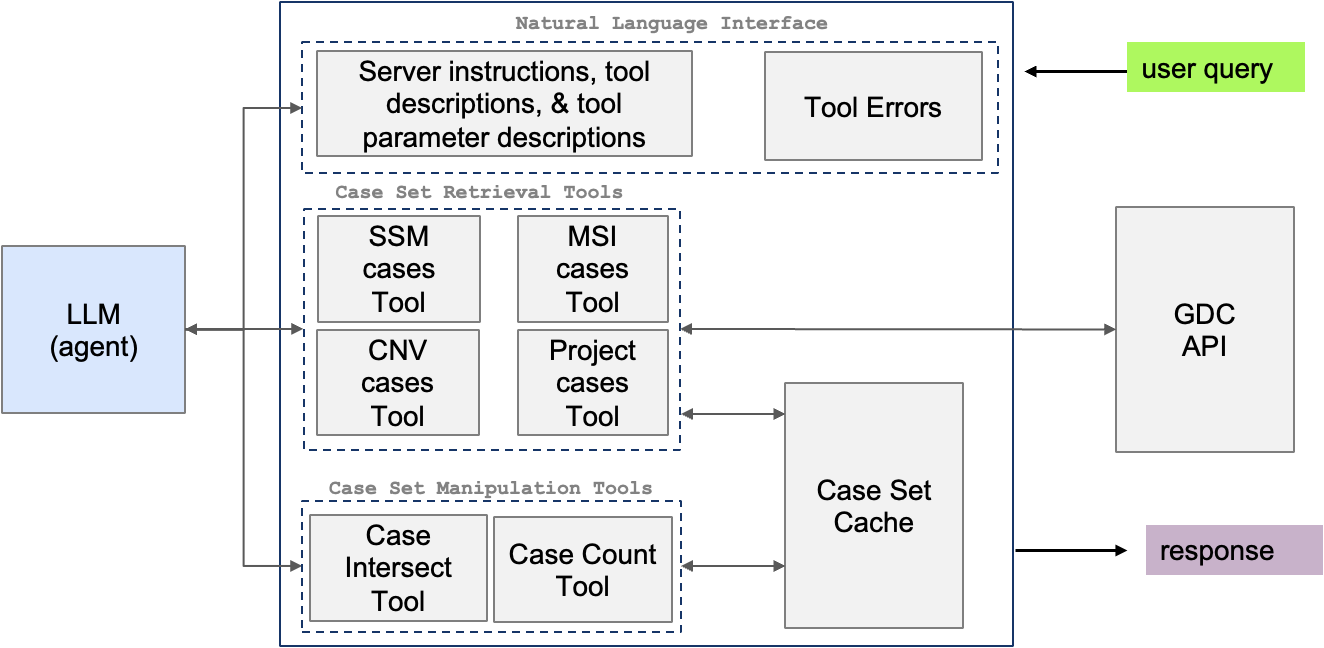 Natural Language Interface
Server instructions, tool
descriptions, & tool
parameter descriptions
Tool Errors
user query
Case Set Retrieval Tools
SSM
cases
Tool
MSI
cases
Tool
CNV
cases
Tool
Project
cases
Tool
LLM
(agent)
GDC
API
Case Set
Cache
Case Set Manipulation Tools
Case
Intersect
Tool
Case Count
Tool
response